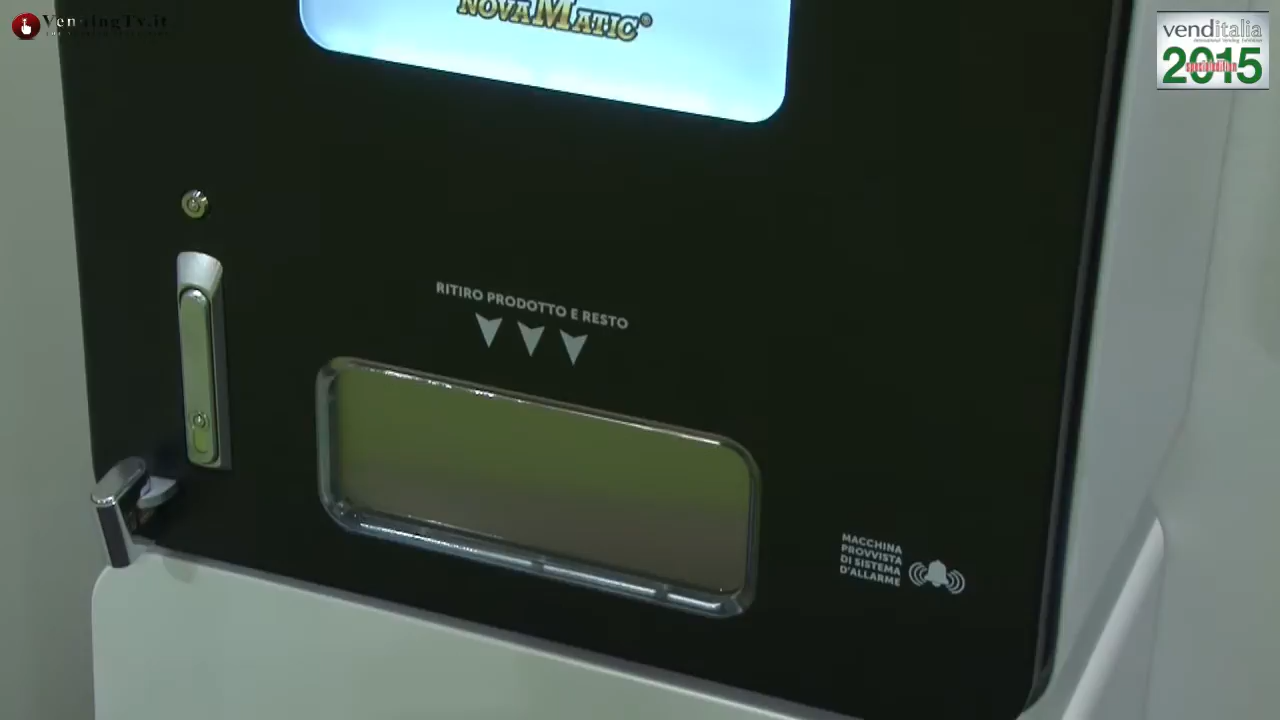 VendingTv.it
venditalia
2015
NOVAMATIC®
RITIRO PRODOTTO E RESTO
MACCHINA
PROVVISTA
DI SISTEMA
D'ALLARME